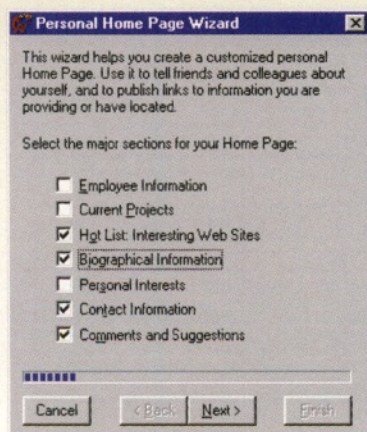 Personal Home Page Wizard
This wizard helps you create a customized personal
Home Page. Use it to tell friends and colleagues about
yourself, and to publish links to information you are
providing or have located.
Select the major sections for your Home Page:
Employee Information
Current Projects
Hot List: Interesting Web Sites
Biographical Information
Personal Interests
Contact Information
Comments and Suggestions
Cancel < Back Next > Finish